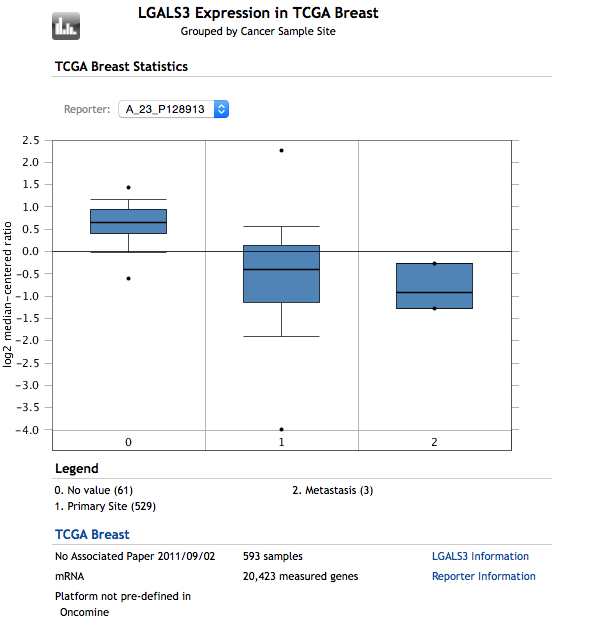 LGALS3 Expression in TCGA Breast
Grouped by Cancer Sample Site
TCGA Breast Statistics
Reporter: A_23_P128913
log2 median-centered ratio
2.5
2.0
1.5
1.0
0.5
0.0
-0.5
-1.0
-1.5
-2.0
-2.5
-3.0
-3.5
-4.0
0 1 2
Legend
0. No value (61) 2. Metastasis (3)
1. Primary Site (529)
TCGA Breast
No Associated Paper 2011/09/02 593 samples LGALS3 Information
mRNA 20,423 measured genes Reporter Information
Platform not pre-defined in
Oncomine